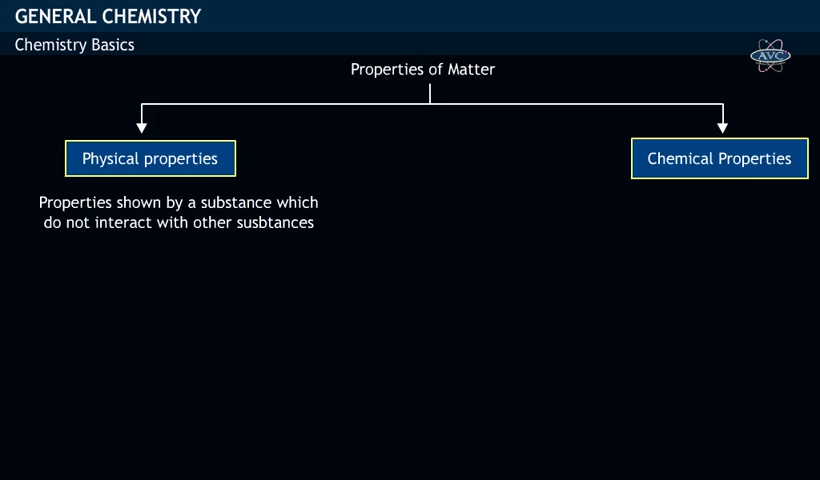 GENERAL CHEMISTRY
Chemistry Basics
AVC
Properties of Matter
Physical properties
Chemical Properties
Properties shown by a substance which
do not interact with other susbtances